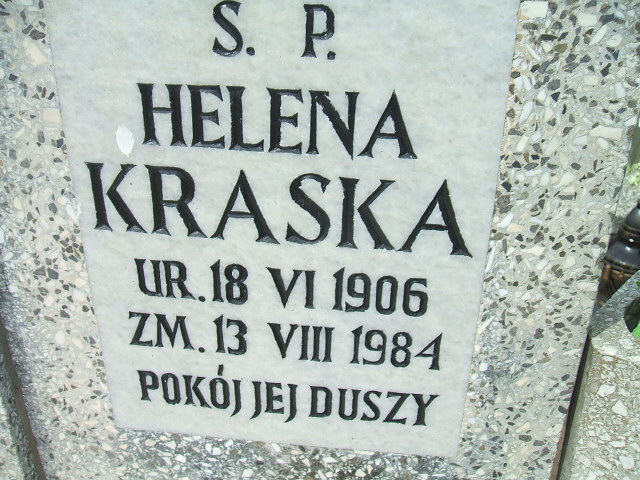 S. P.
HELENA
KRASKA
UR. 18 VI 1906
ZM. 13 VIII 1984
POKÓJ JEJ DUSZY